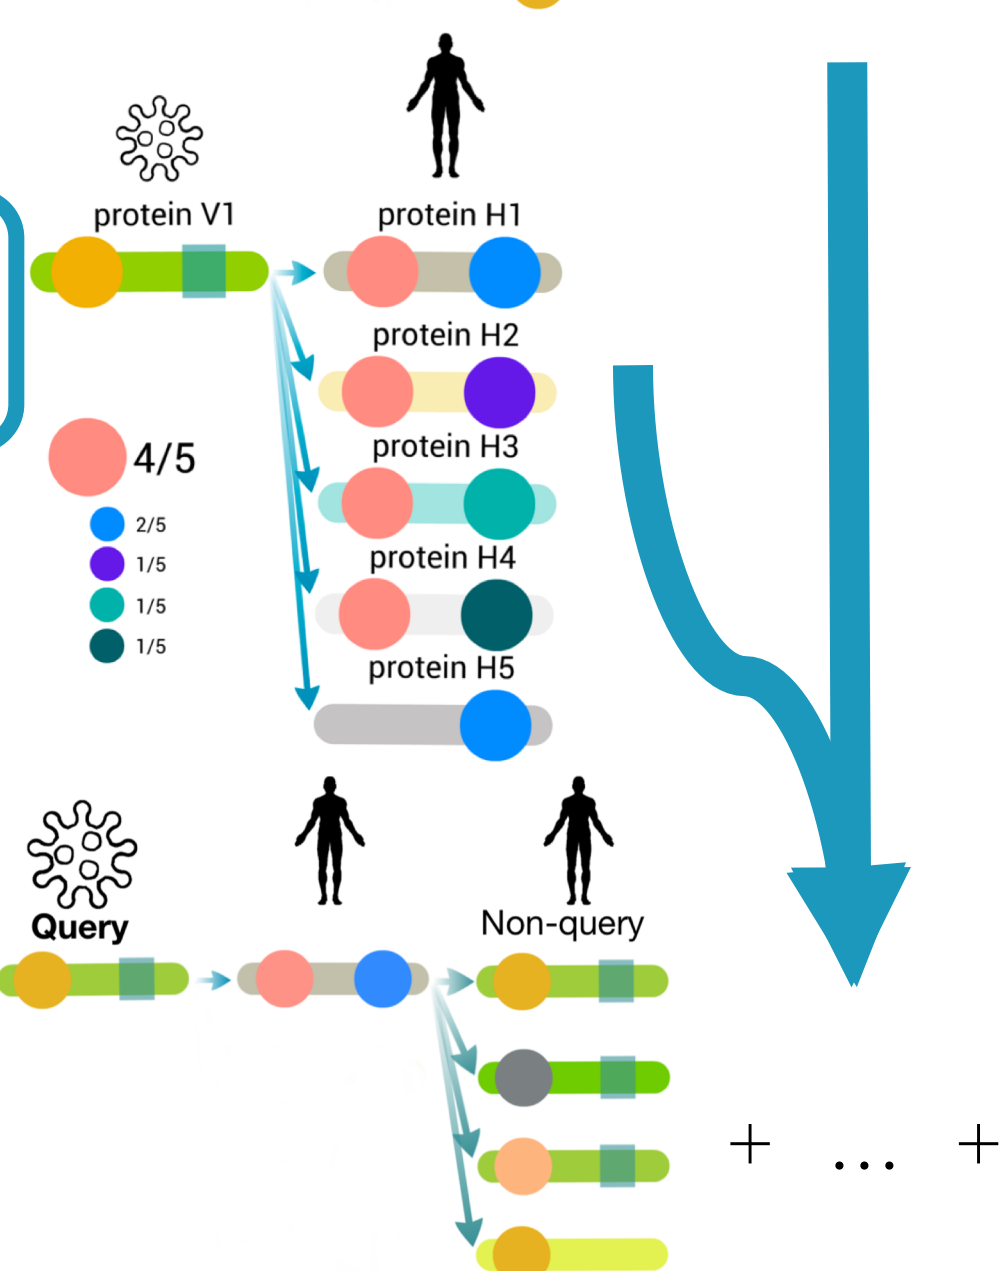 protein V1
protein H1
protein H2
protein H3
4/5
2/5
1/5
protein H4
1/5
1/5
protein H5
Query
Non-query
+ ... +